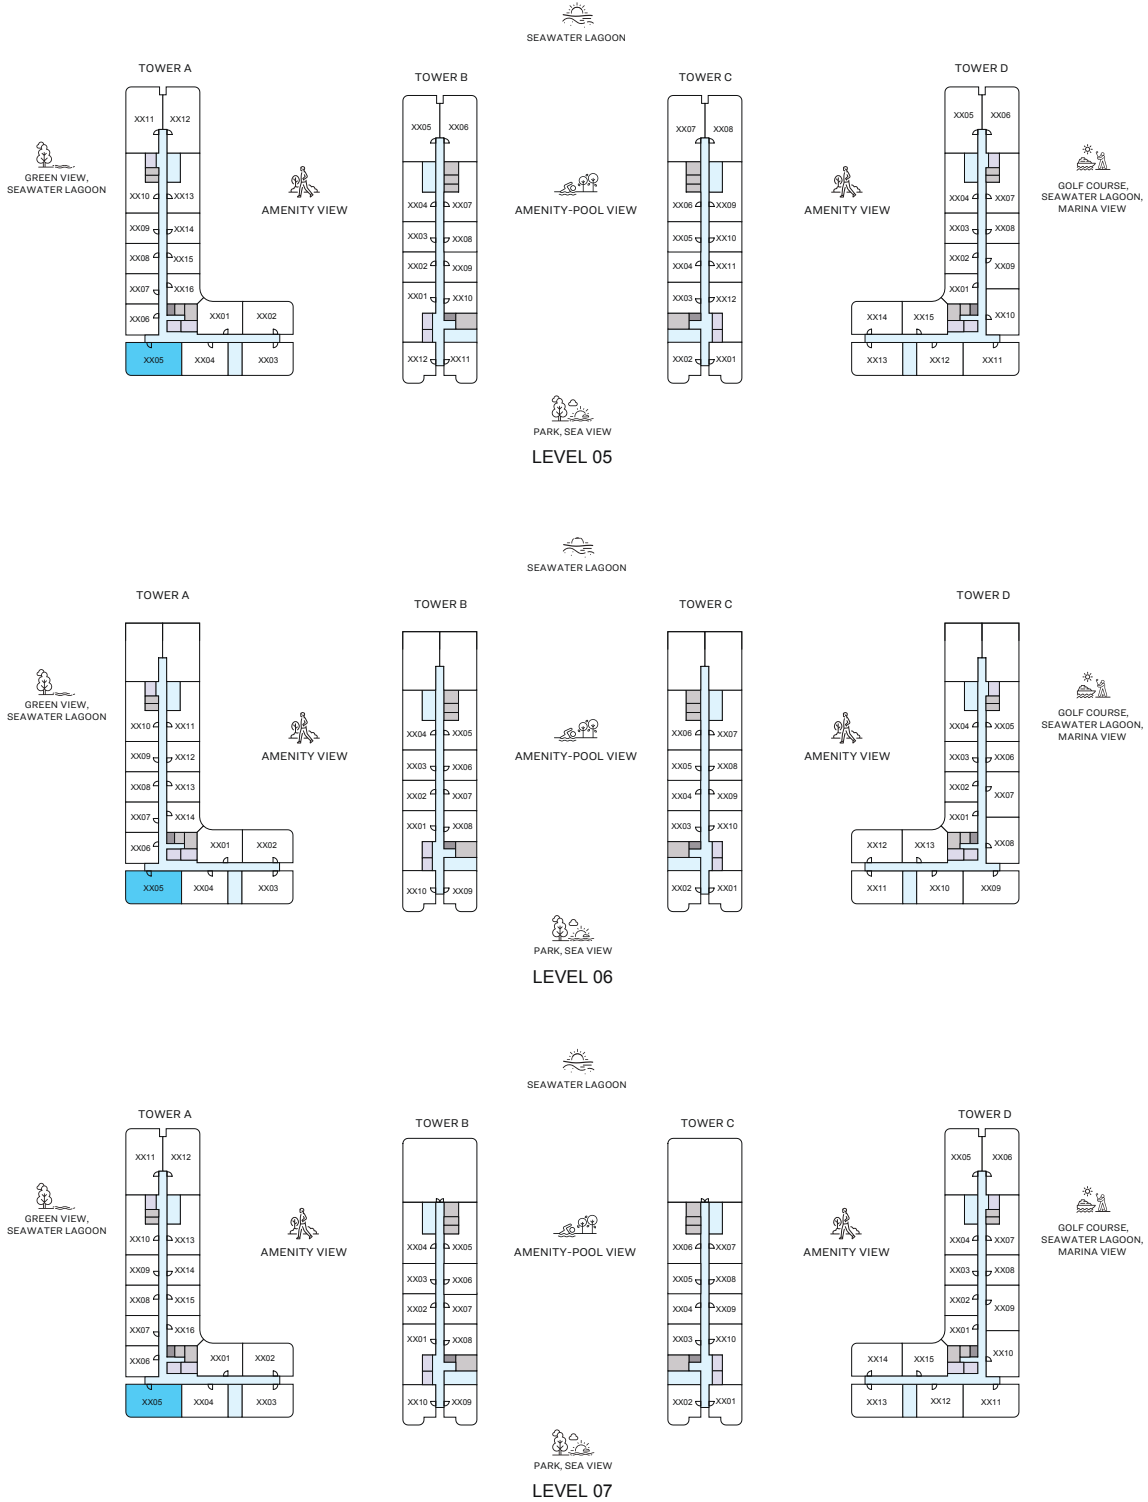 SEAWATER LAGOON
TOWER A
TOWER B
TOWER C
TOWER D
XX11 XX12
XX05 XX06
XX07 XX08
XX05 XX06
GREEN VIEW,
SEAWATER LAGOON
AMENITY VIEW
AMENITY-POOL VIEW
AMENITY VIEW
GOLF COURSE,
SEAWATER LAGOON,
MARINA VIEW
XX10 XX13
XX04 XX07
XX06 XX09
XX04 XX07
XX09 XX14
XX03 XX08
XX05 XX10
XX03 XX08
XX08 XX15
XX02 XX09
XX04 XX11
XX02 XX09
XX07 XX16
XX01 XX10
XX03 XX12
XX01
XX06 XX01 XX02
XX14 XX15 XX10
XX05 XX04 XX03
XX12 XX11
XX02 XX01
XX13 XX12 XX11
PARK, SEA VIEW
LEVEL 05
SEAWATER LAGOON
TOWER A
TOWER B
TOWER C
TOWER D
GREEN VIEW,
SEAWATER LAGOON
AMENITY VIEW
AMENITY-POOL VIEW
AMENITY VIEW
GOLF COURSE,
SEAWATER LAGOON,
MARINA VIEW
XX10 XX11
XX04 XX05
XX06 XX07
XX04 XX05
XX09 XX12
XX03 XX06
XX05 XX08
XX03 XX06
XX08 XX13
XX02 XX07
XX04 XX09
XX02 XX07
XX07 XX14
XX01 XX08
XX03 XX10
XX01
XX06 XX01 XX02
XX12 XX13 XX08
XX05 XX04 XX03
XX10 XX09
XX02 XX01
XX11 XX10 XX09
PARK, SEA VIEW
LEVEL 06
SEAWATER LAGOON
TOWER A
TOWER B
TOWER C
TOWER D
XX11 XX12
XX05 XX06
GREEN VIEW,
SEAWATER LAGOON
AMENITY VIEW
AMENITY-POOL VIEW
AMENITY VIEW
GOLF COURSE,
SEAWATER LAGOON,
MARINA VIEW
XX10 XX13
XX04 XX05
XX06 XX07
XX04 XX07
XX09 XX14
XX03 XX06
XX05 XX08
XX03 XX08
XX08 XX15
XX02 XX07
XX04 XX09
XX02 XX09
XX07 XX16
XX01 XX08
XX03 XX10
XX01
XX06 XX01 XX02
XX14 XX15 XX10
XX05 XX04 XX03
XX10 XX09
XX02 XX01
XX13 XX12 XX11
PARK, SEA VIEW
LEVEL 07